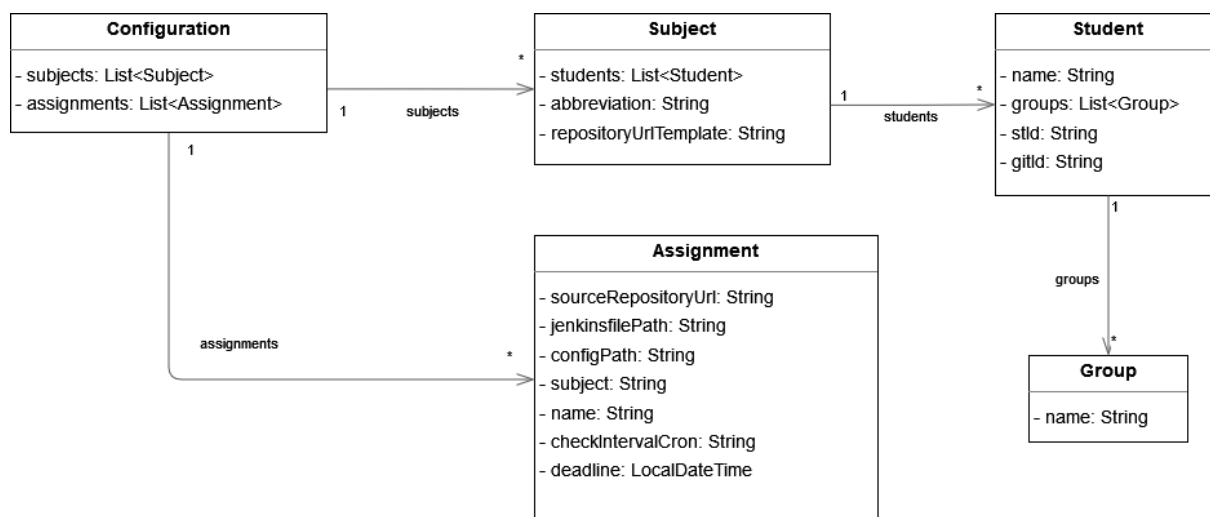 Configuration
- subjects: List<Subject>
- assignments: List<Assignment>
1
subjects
*
Subject
- students: List<Student>
- abbreviation: String
- repositoryUrlTemplate: String
1
students
*
Student
- name: String
- groups: List<Group>
- stId: String
- gitId: String
1
assignments
*
Assignment
- sourceRepositoryUrl: String
- jenkinsfilePath: String
- configPath: String
- subject: String
- name: String
- checkIntervalCron: String
- deadline: LocalDateTime
1
groups
*
Group
- name: String